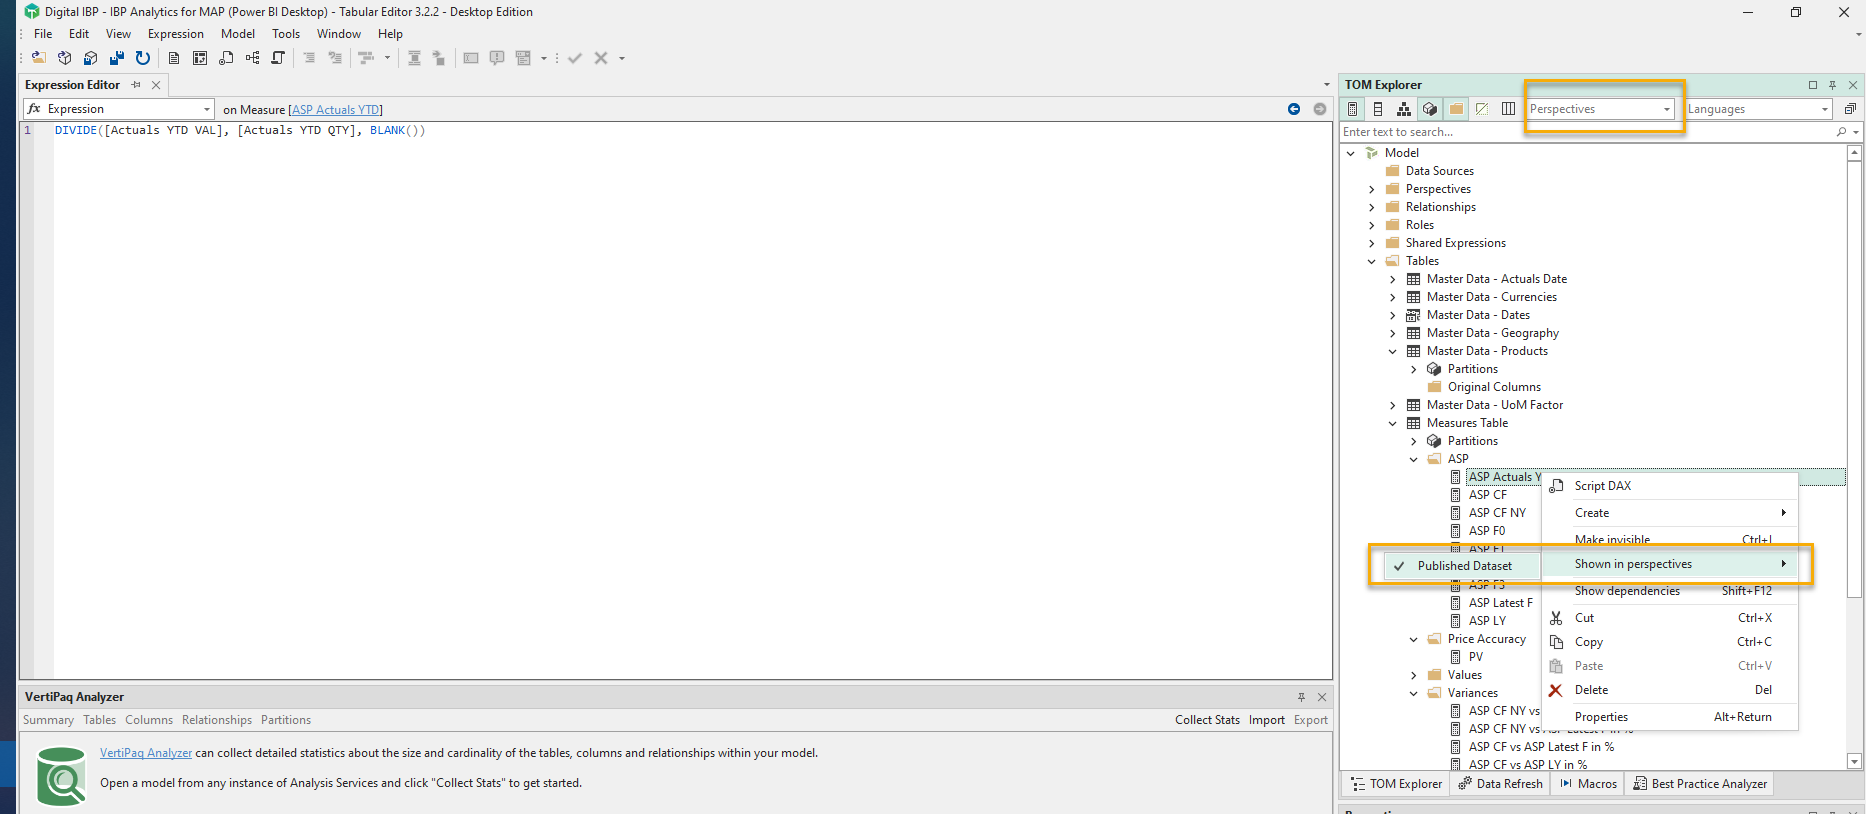 Digital IBP - IBP Analytics for MAP (Power BI Desktop) - Tabular Editor 3.2.2 - Desktop Edition
File Edit View Expression Model Tools Window Help
Expression Editor
fx Expression on Measure [ASP Actuals YTD]
1 DIVIDE([Actuals YTD VAL], [Actuals YTD QTY], BLANK())
VertiPaq Analyzer
Summary Tables Columns Relationships Partitions Collect Stats Import Export
VertiPaq Analyzer can collect detailed statistics about the size and cardinality of the tables, columns and relationships within your model.
Open a model from any instance of Analysis Services and click "Collect Stats" to get started.
TOM Explorer
Perspectives Languages
Enter text to search...
Model
Data Sources
Perspectives
Relationships
Roles
Shared Expressions
Tables
Master Data - Actuals Date
Master Data - Currencies
Master Data - Dates
Master Data - Geography
Master Data - Products
Partitions
Original Columns
Master Data - UoM Factor
Measures Table
Partitions
ASP
ASP Actuals Y
ASP CF
ASP CF NY
ASP F0
ASP F1
ASP F3
ASP Latest F
ASP LY
Price Accuracy
PV
Values
Variances
ASP CF NY vs
ASP CF NY vs ASP Latest F in %
ASP CF vs ASP Latest F in %
ASP CF vs ASP LY in %
Script DAX
Create
Make invisible Ctrl+I
Shown in perspectives
Published Dataset
Show dependencies Shift+F12
Cut Ctrl+X
Copy Ctrl+C
Paste Ctrl+V
Delete Del
Properties Alt+Return
TOM Explorer Data Refresh Macros Best Practice Analyzer